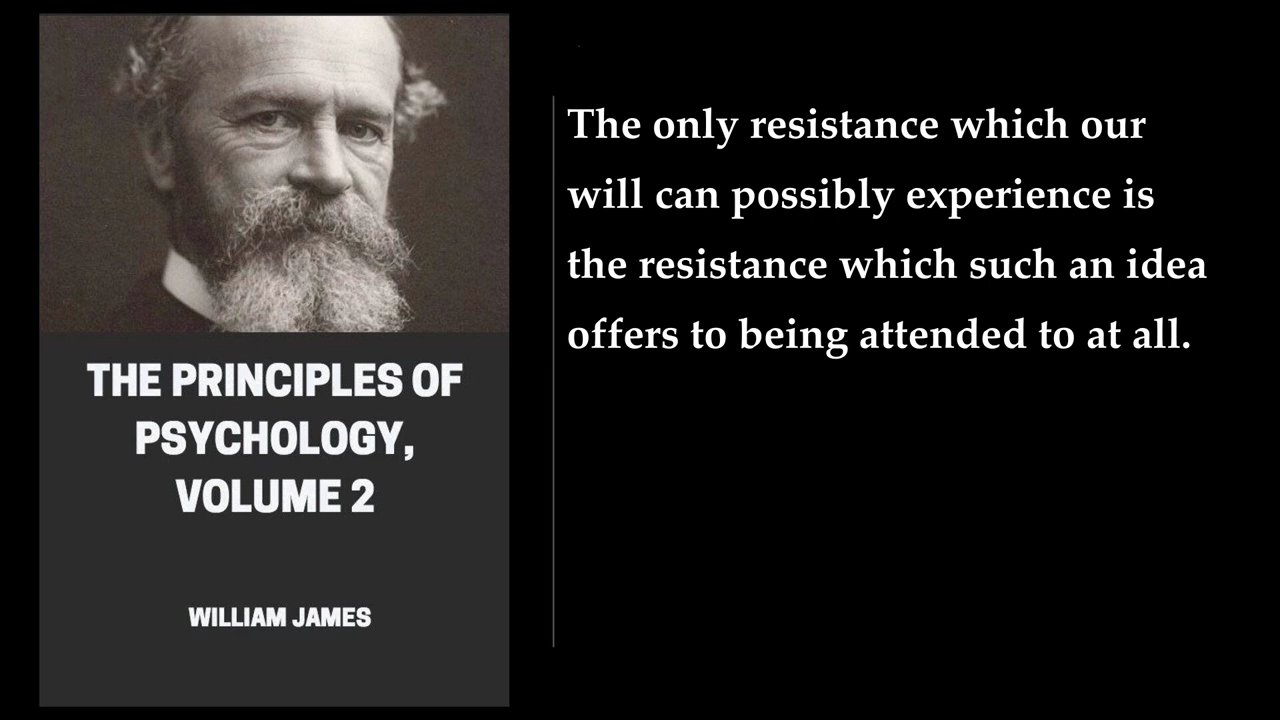 THE PRINCIPLES OF
PSYCHOLOGY,
VOLUME 2
WILLIAM JAMES
The only resistance which our
will can possibly experience is
the resistance which such an idea
offers to being attended to at all.